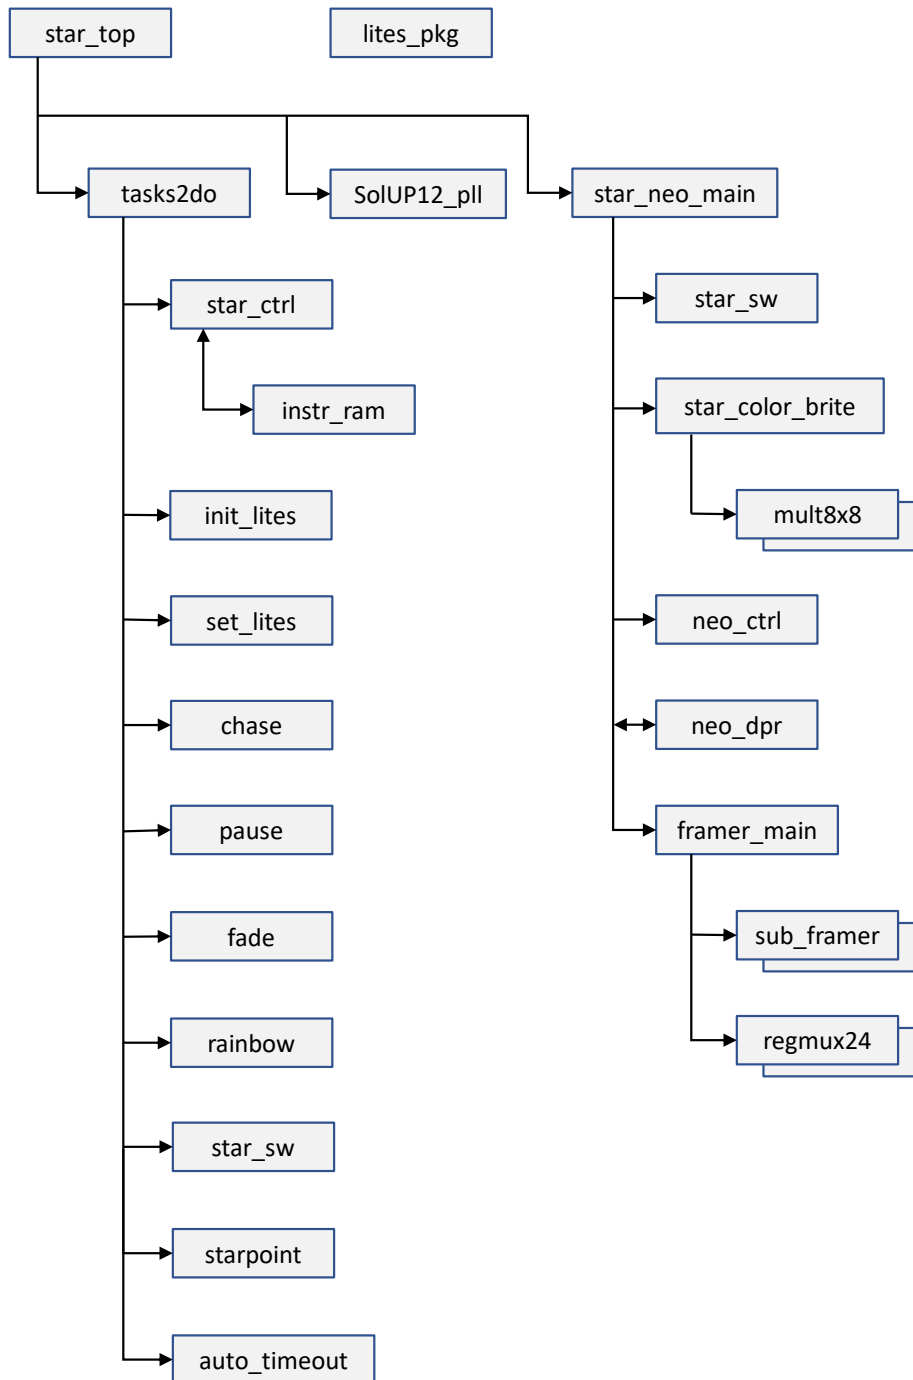 star_top
lites_pkg
tasks2do
SolUP12_pll
star_neo_main
star_ctrl
instr_ram
init_lites
set_lites
chase
pause
fade
rainbow
star_sw
starpoint
auto_timeout
star_sw
star_color_brite
mult8x8
neo_ctrl
neo_dpr
framer_main
sub_framer
regmux24